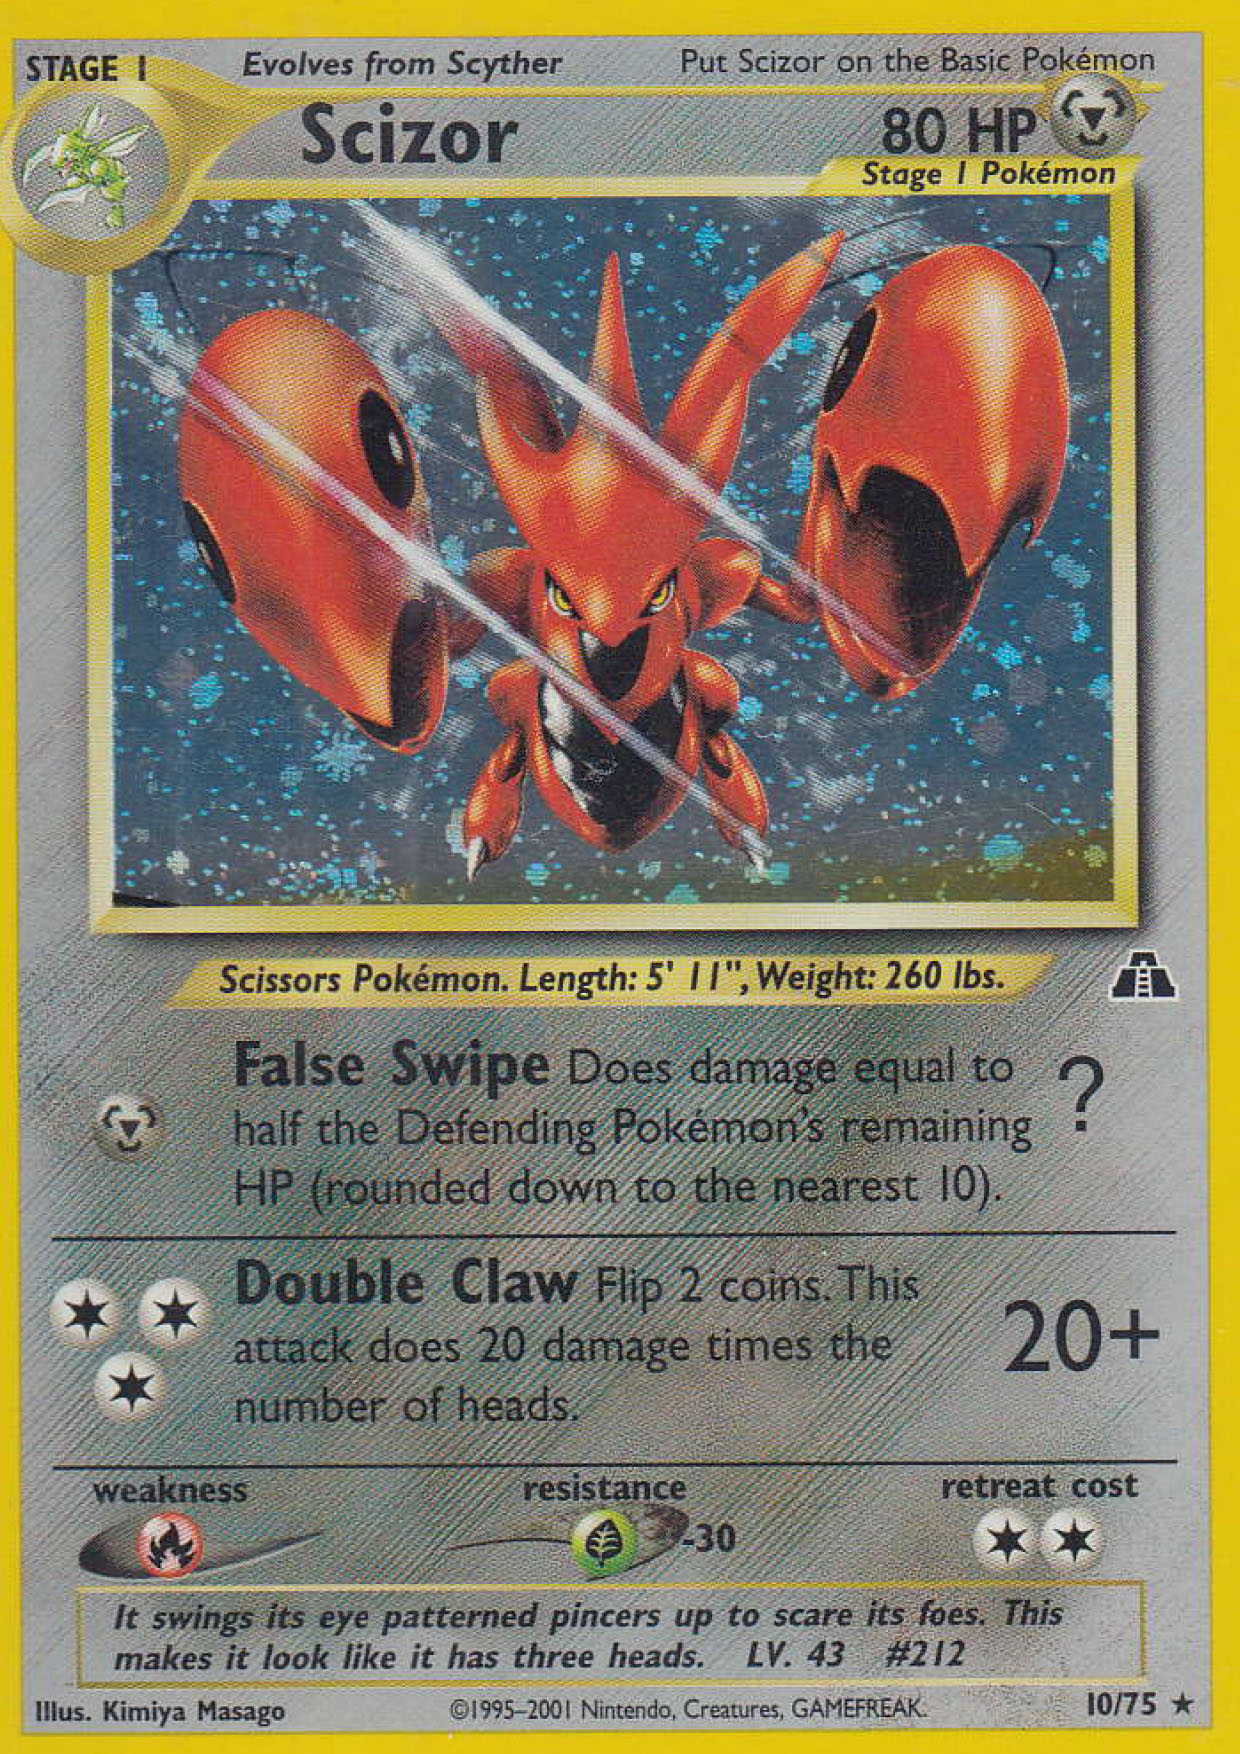 STAGE 1 Evolves from Scyther Put Scizor on the Basic Pokémon
Scizor 80 HP
Stage 1 Pokémon
Scissors Pokémon. Length: 5' 11", Weight: 260 lbs.
False Swipe Does damage equal to ?
half the Defending Pokémon's remaining
HP (rounded down to the nearest 10).
Double Claw Flip 2 coins. This
attack does 20 damage times the 20+
number of heads.
weakness resistance retreat cost
-30
It swings its eye patterned pincers up to scare its foes. This
makes it look like it has three heads. LV. 43 #212
Illus. Kimiya Masago ©1995–2001 Nintendo, Creatures, GAMEFREAK. 10/75 ★